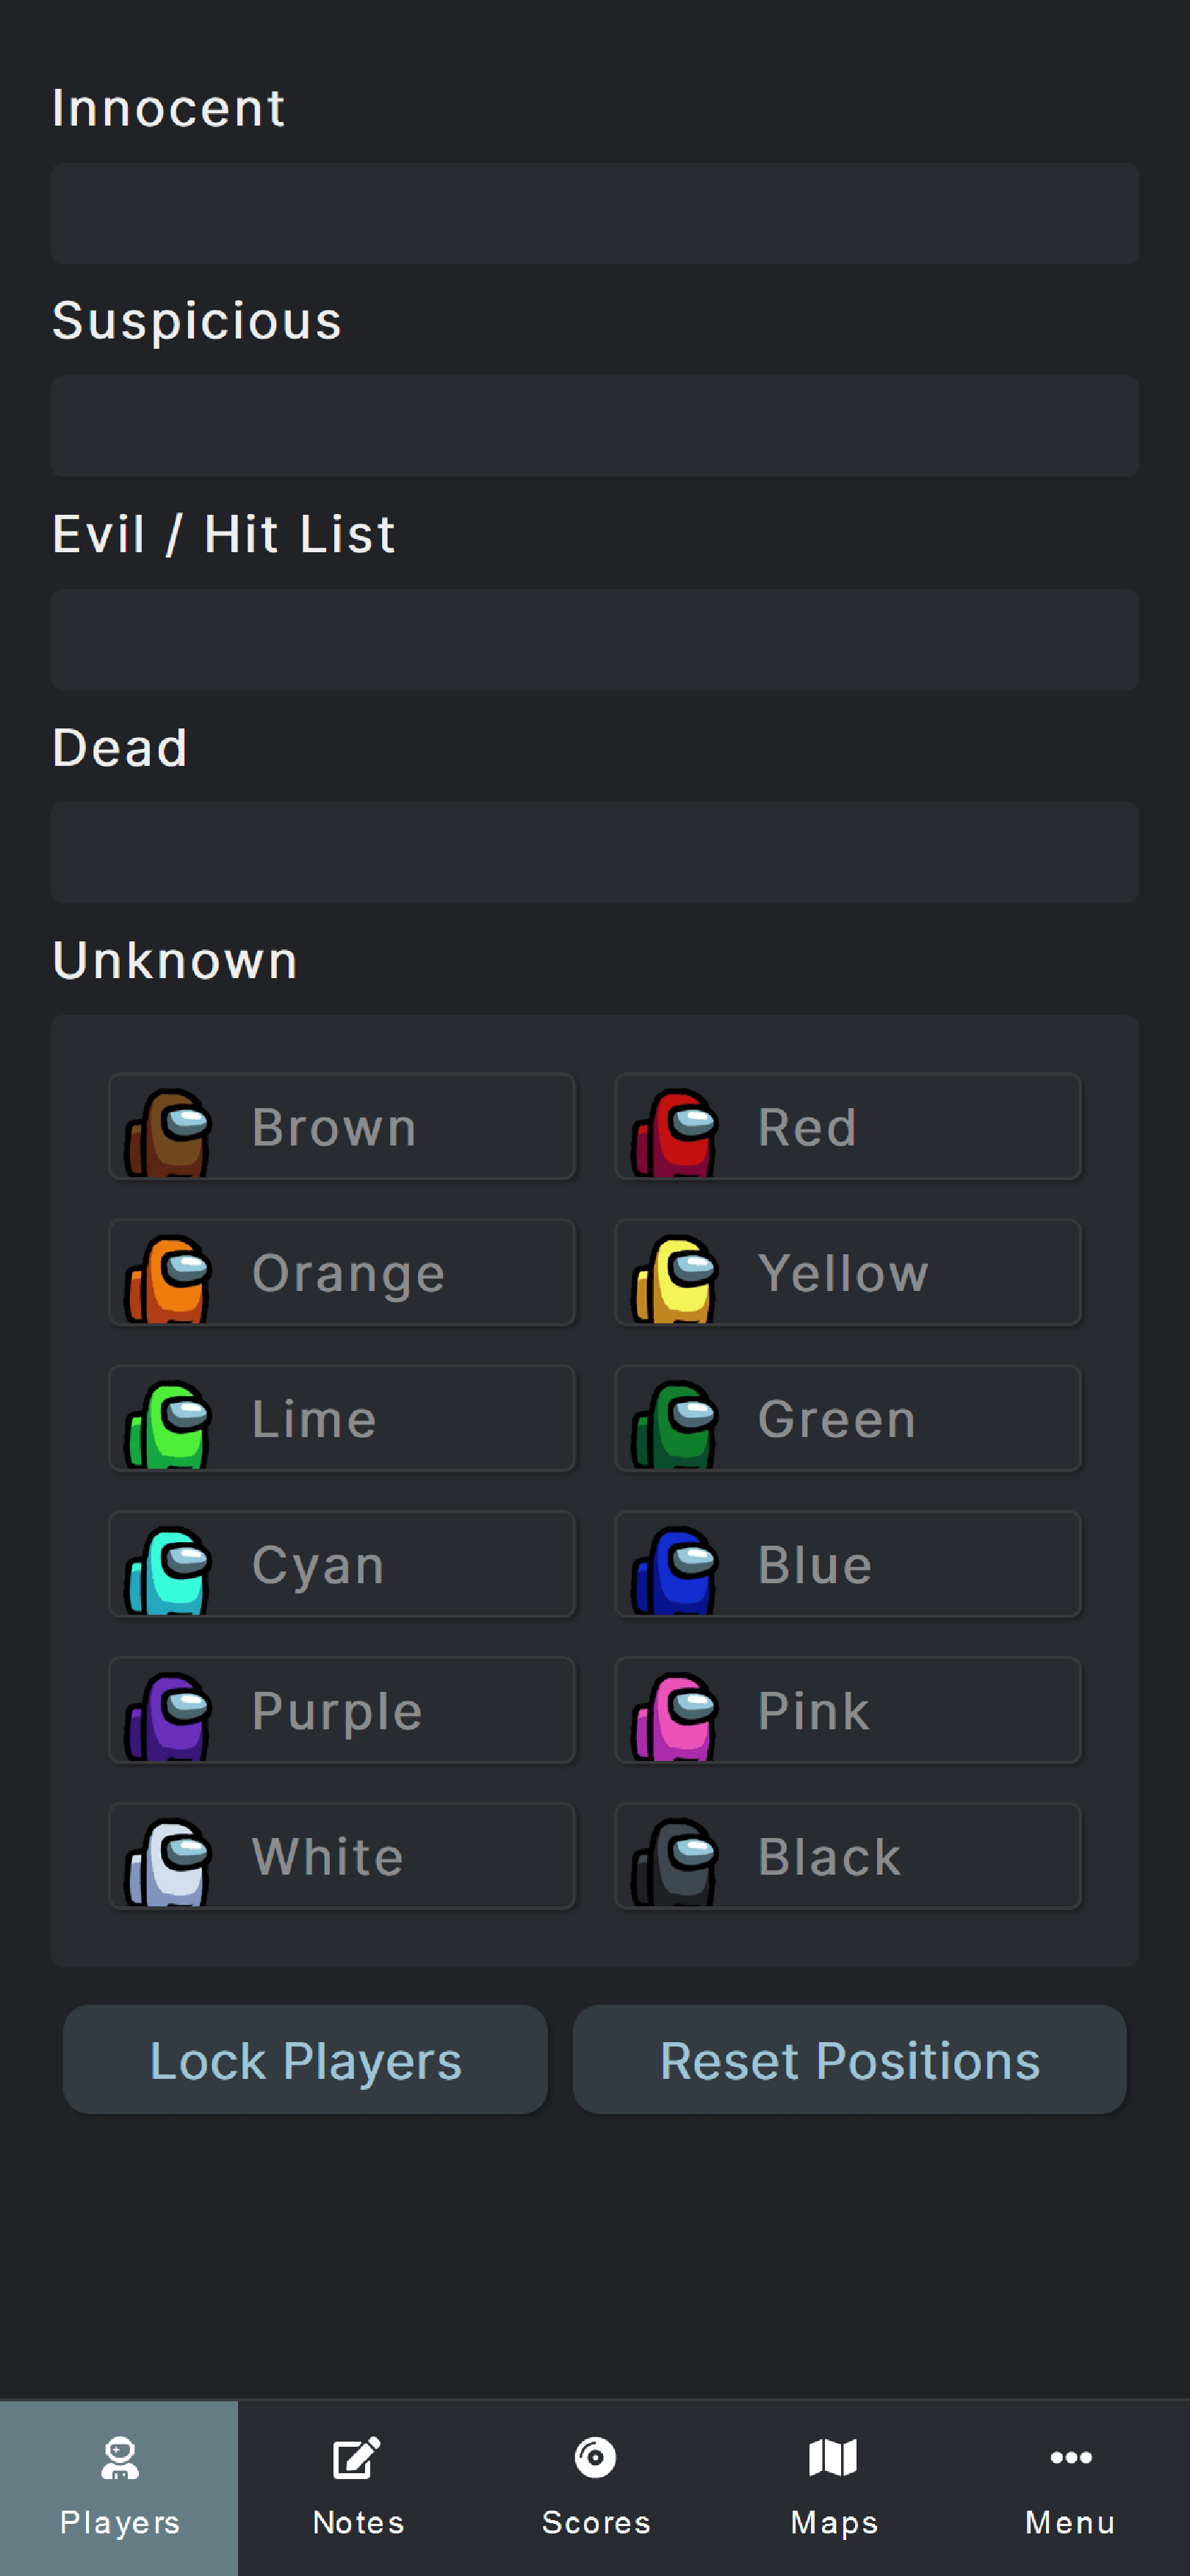 Innocent
Suspicious
Evil / Hit List
Dead
Unknown
Brown Red
Orange Yellow
Lime Green
Cyan Blue
Purple Pink
White Black
Lock Players Reset Positions
Players Notes Scores Maps Menu